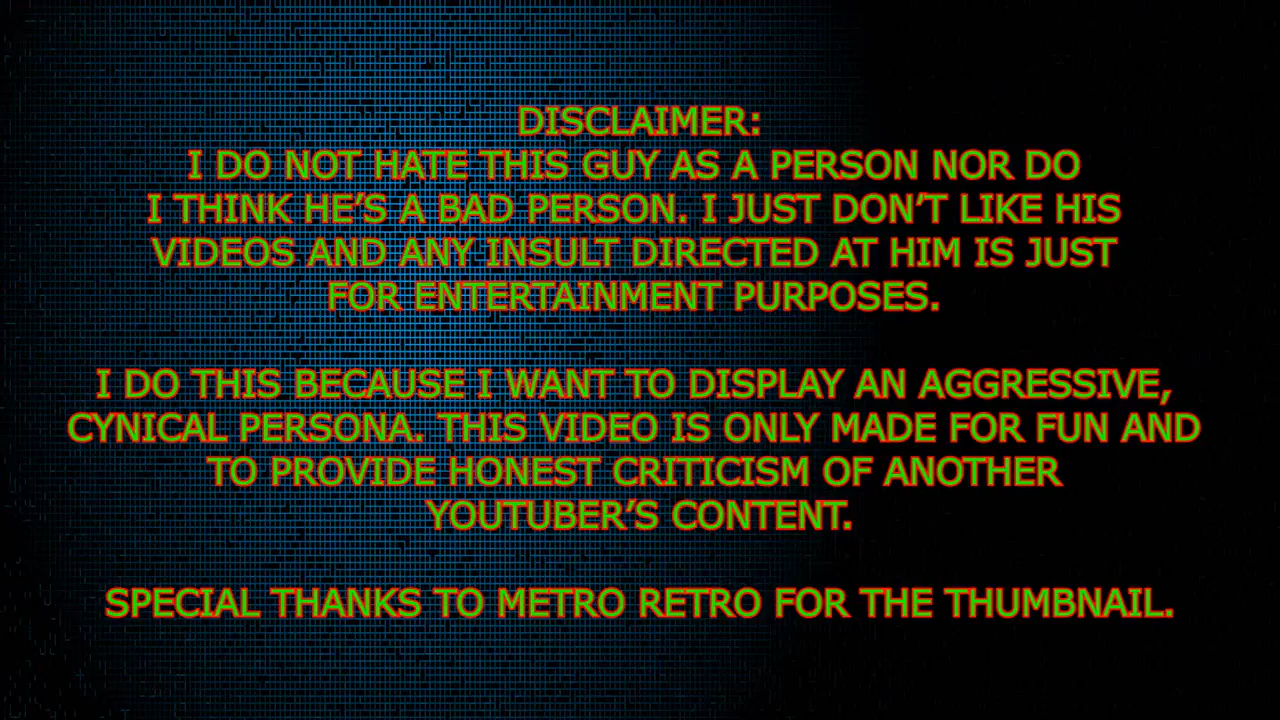 DISCLAIMER:
I DO NOT HATE THIS GUY AS A PERSON NOR DO
I THINK HE’S A BAD PERSON. I JUST DON’T LIKE HIS
VIDEOS AND ANY INSULT DIRECTED AT HIM IS JUST
FOR ENTERTAINMENT PURPOSES.
I DO THIS BECAUSE I WANT TO DISPLAY AN AGGRESSIVE,
CYNICAL PERSONA. THIS VIDEO IS ONLY MADE FOR FUN AND
TO PROVIDE HONEST CRITICISM OF ANOTHER
YOUTUBER’S CONTENT.
SPECIAL THANKS TO METRO RETRO FOR THE THUMBNAIL.